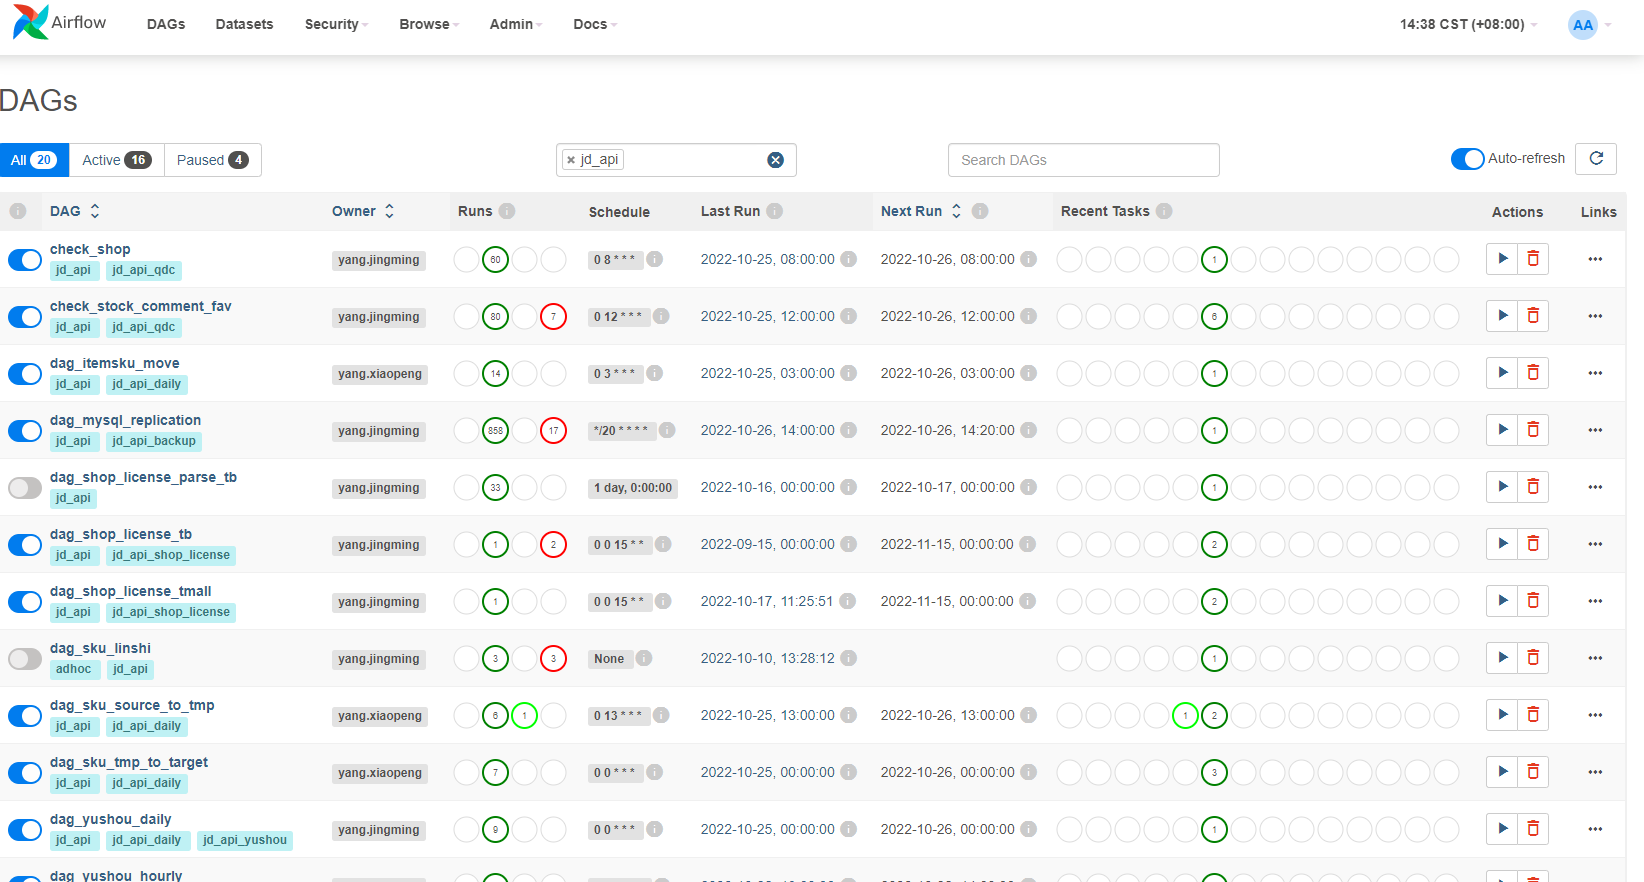 Airflow DAGs Datasets Security Browse Admin Docs 14:38 CST (+08:00) AA
DAGs
All 20 Active 16 Paused 4 × jd_api Search DAGs Auto-refresh
DAG Owner Runs Schedule Last Run Next Run Recent Tasks Actions Links
check_shop
jd_api jd_api_qdc yang.jingming 60 0 8 * * * 2022-10-25, 08:00:00 2022-10-26, 08:00:00 1
check_stock_comment_fav
jd_api jd_api_qdc yang.jingming 80 7 0 12 * * * 2022-10-25, 12:00:00 2022-10-26, 12:00:00 6
dag_itemsku_move
jd_api jd_api_daily yang.xiaopeng 14 0 3 * * * 2022-10-25, 03:00:00 2022-10-26, 03:00:00 1
dag_mysql_replication
jd_api jd_api_backup yang.jingming 858 17 */20 * * * * 2022-10-26, 14:00:00 2022-10-26, 14:20:00 1
dag_shop_license_parse_tb
jd_api yang.jingming 33 1 day, 0:00:00 2022-10-16, 00:00:00 2022-10-17, 00:00:00 1
dag_shop_license_tb
jd_api jd_api_shop_license yang.jingming 1 2 0 0 15 * * 2022-09-15, 00:00:00 2022-11-15, 00:00:00 2
dag_shop_license_tmall
jd_api jd_api_shop_license yang.jingming 1 0 0 15 * * 2022-10-17, 11:25:51 2022-11-15, 00:00:00 2
dag_sku_linshi
adhoc jd_api yang.jingming 3 3 None 2022-10-10, 13:28:12 1
dag_sku_source_to_tmp
jd_api jd_api_daily yang.xiaopeng 6 1 0 13 * * * 2022-10-25, 13:00:00 2022-10-26, 13:00:00 1 2
dag_sku_tmp_to_target
jd_api jd_api_daily yang.xiaopeng 7 0 0 * * * 2022-10-25, 00:00:00 2022-10-26, 00:00:00 3
dag_yushou_daily
jd_api jd_api_daily jd_api_yushou yang.jingming 9 0 0 * * * 2022-10-25, 00:00:00 2022-10-26, 00:00:00 1
dag_yushou_hourly